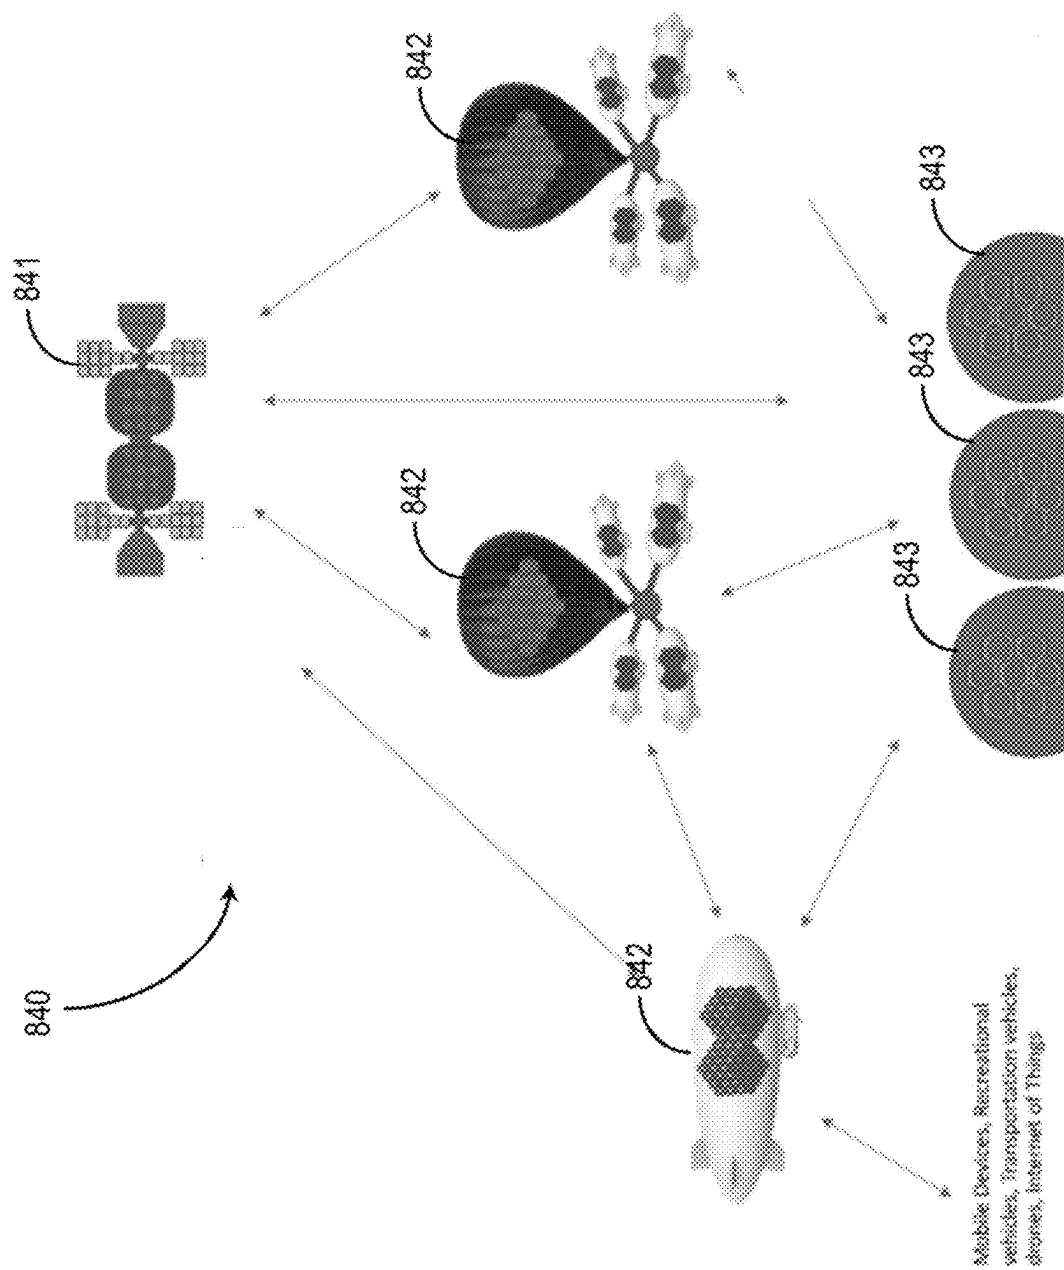 840
841
842
842
842
843
843
843
Mobile Devices, Recreational
vehicles, Transportation vehicles,
drones, Internet of Things